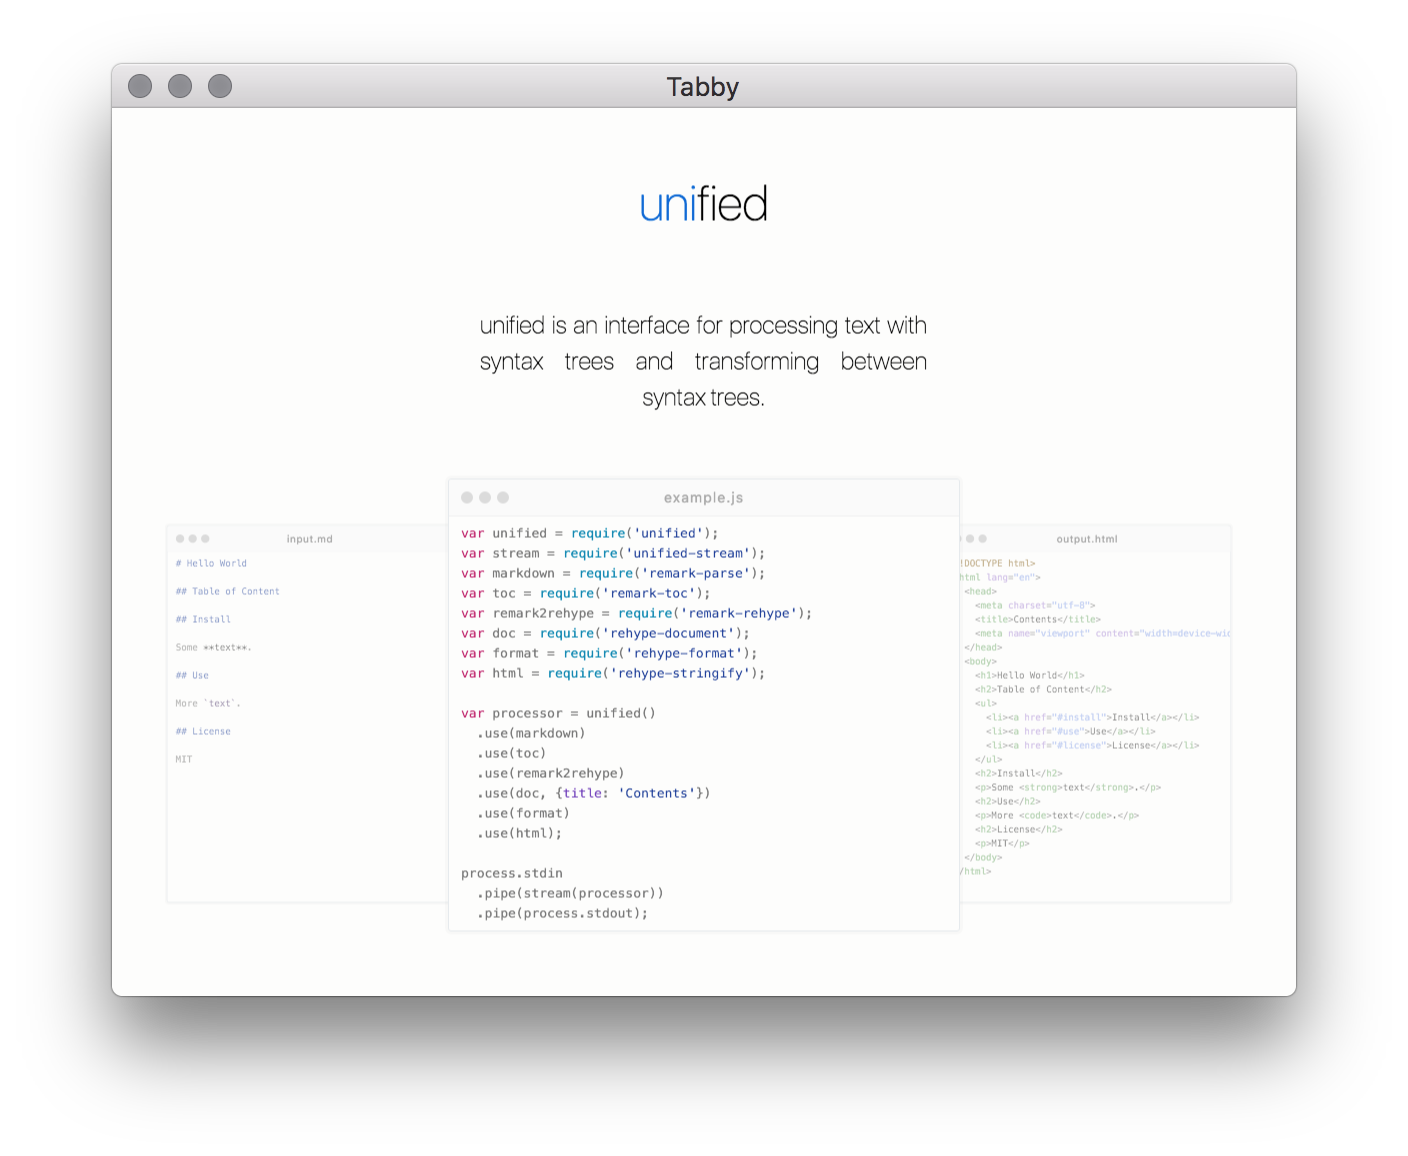 Tabby
unified
unified is an interface for processing text with
syntax trees and transforming between
syntax trees.
input.md
# Hello World
## Table of Content
## Install
Some **text**.
## Use
More `text`.
## License
MIT
example.js
var unified = require('unified');
var stream = require('unified-stream');
var markdown = require('remark-parse');
var toc = require('remark-toc');
var remark2rehype = require('remark-rehype');
var doc = require('rehype-document');
var format = require('rehype-format');
var html = require('rehype-stringify');
var processor = unified()
  .use(markdown)
  .use(toc)
  .use(remark2rehype)
  .use(doc, {title: 'Contents'})
  .use(format)
  .use(html);
process.stdin
  .pipe(stream(processor))
  .pipe(process.stdout);
output.html
!DOCTYPE html>
html lang="en">
<head>
<meta charset="utf-8">
<title>Contents</title>
<meta name="viewport" content="width=device-wid
</head>
<body>
<h1>Hello World</h1>
<h2>Table of Content</h2>
<ul>
<li><a href="#install">Install</a></li>
<li><a href="#use">Use</a></li>
<li><a href="#license">License</a></li>
</ul>
<h2>Install</h2>
<p>Some <strong>text</strong>.</p>
<h2>Use</h2>
<p>More <code>text</code>.</p>
<h2>License</h2>
<p>MIT</p>
</body>
/html>